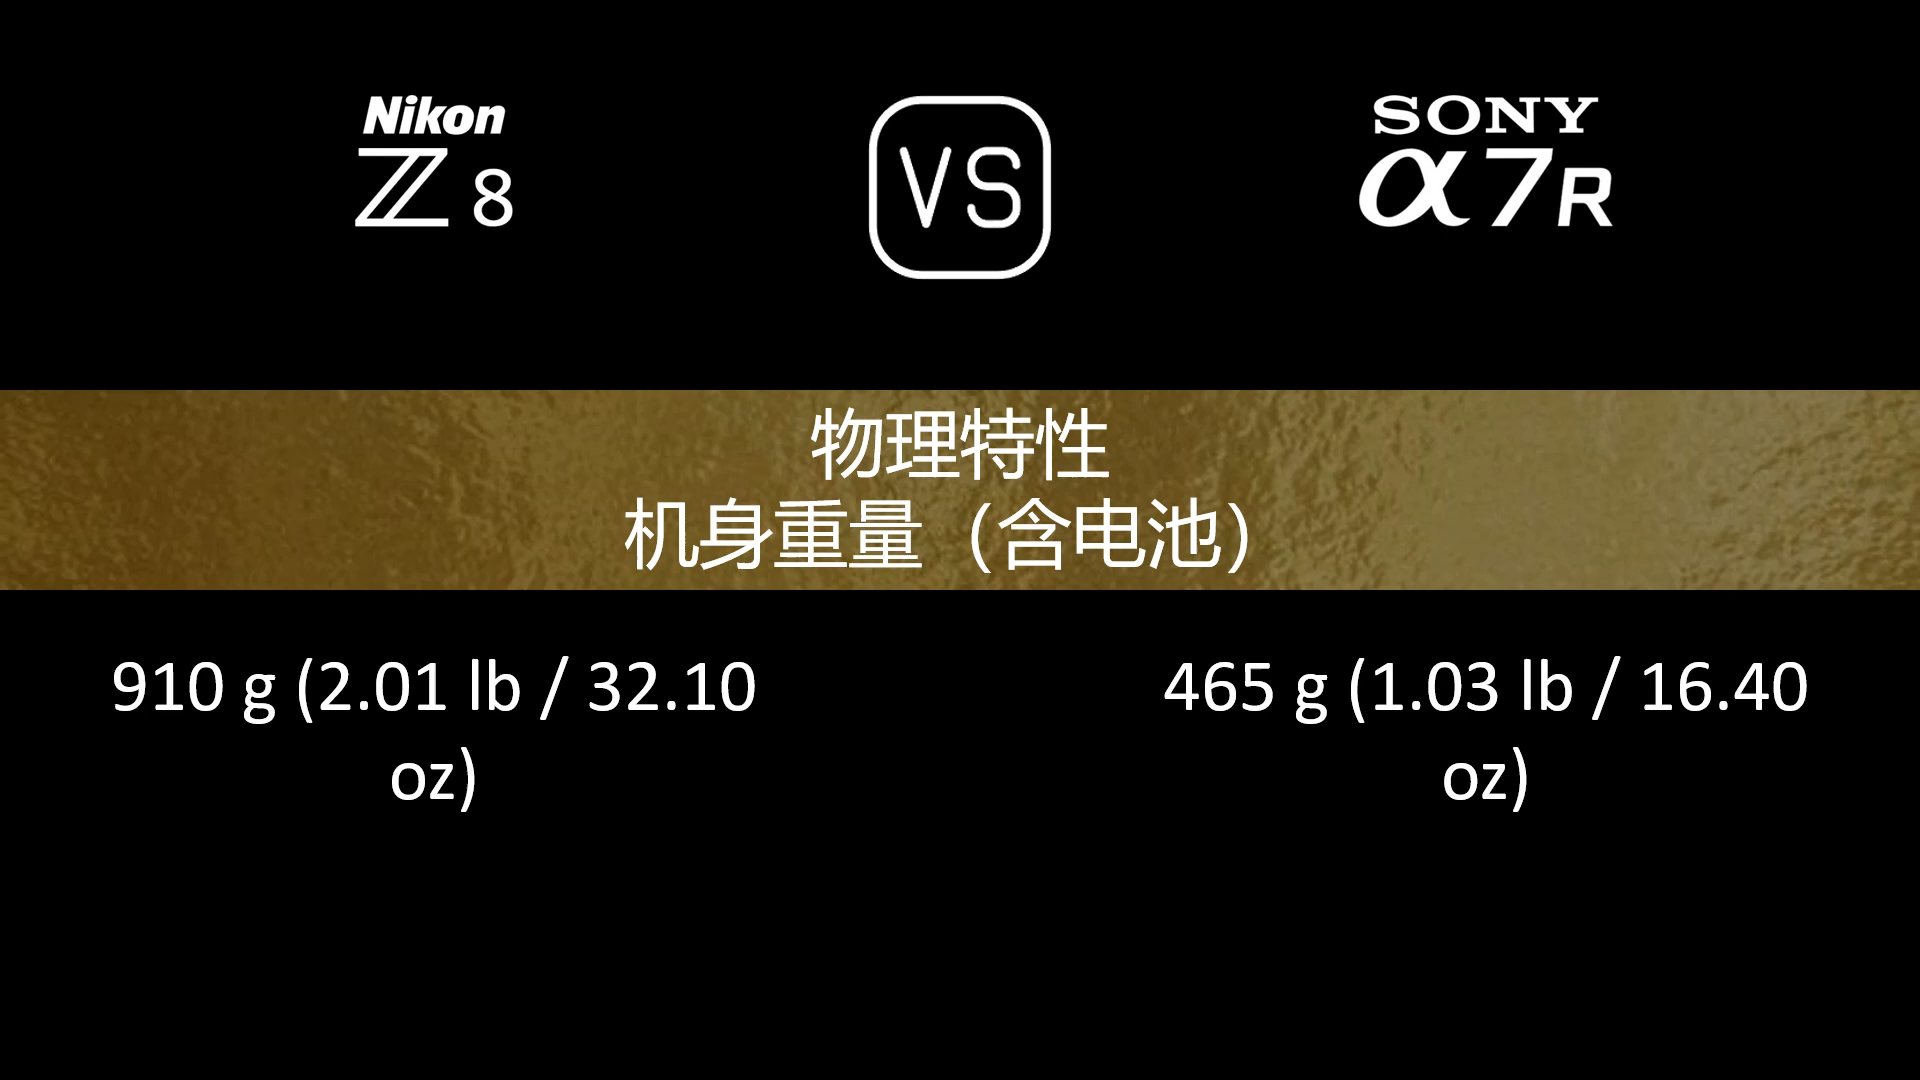 Nikon
Z 8
VS
SONY
α7R
物理特性
机身重量（含电池）
910 g (2.01 lb / 32.10
oz)
465 g (1.03 lb / 16.40
oz)